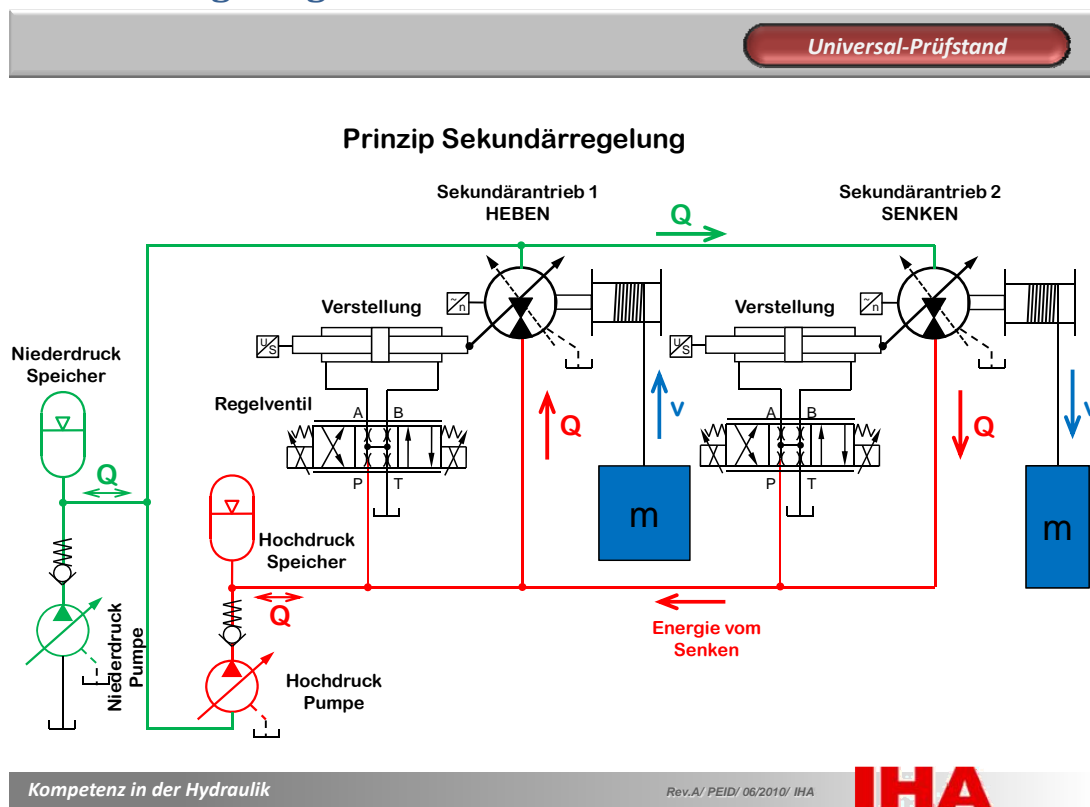 Universal-Prüfstand
Prinzip Sekundärregelung
Sekundärantrieb 1
HEBEN
Sekundärantrieb 2
SENKEN
Q
Verstellung
~
n
Verstellung
~
n
U
S
U
S
Niederdruck
Speicher
Regelventil
A B
A B
Q
v
Q
v
P T
P T
Q
m
m
Hochdruck
Speicher
Q
Energie vom
Senken
Niederdruck
Pumpe
Hochdruck
Pumpe
Kompetenz in der Hydraulik
Rev.A/ PEID/ 06/2010/ IHA
IHA